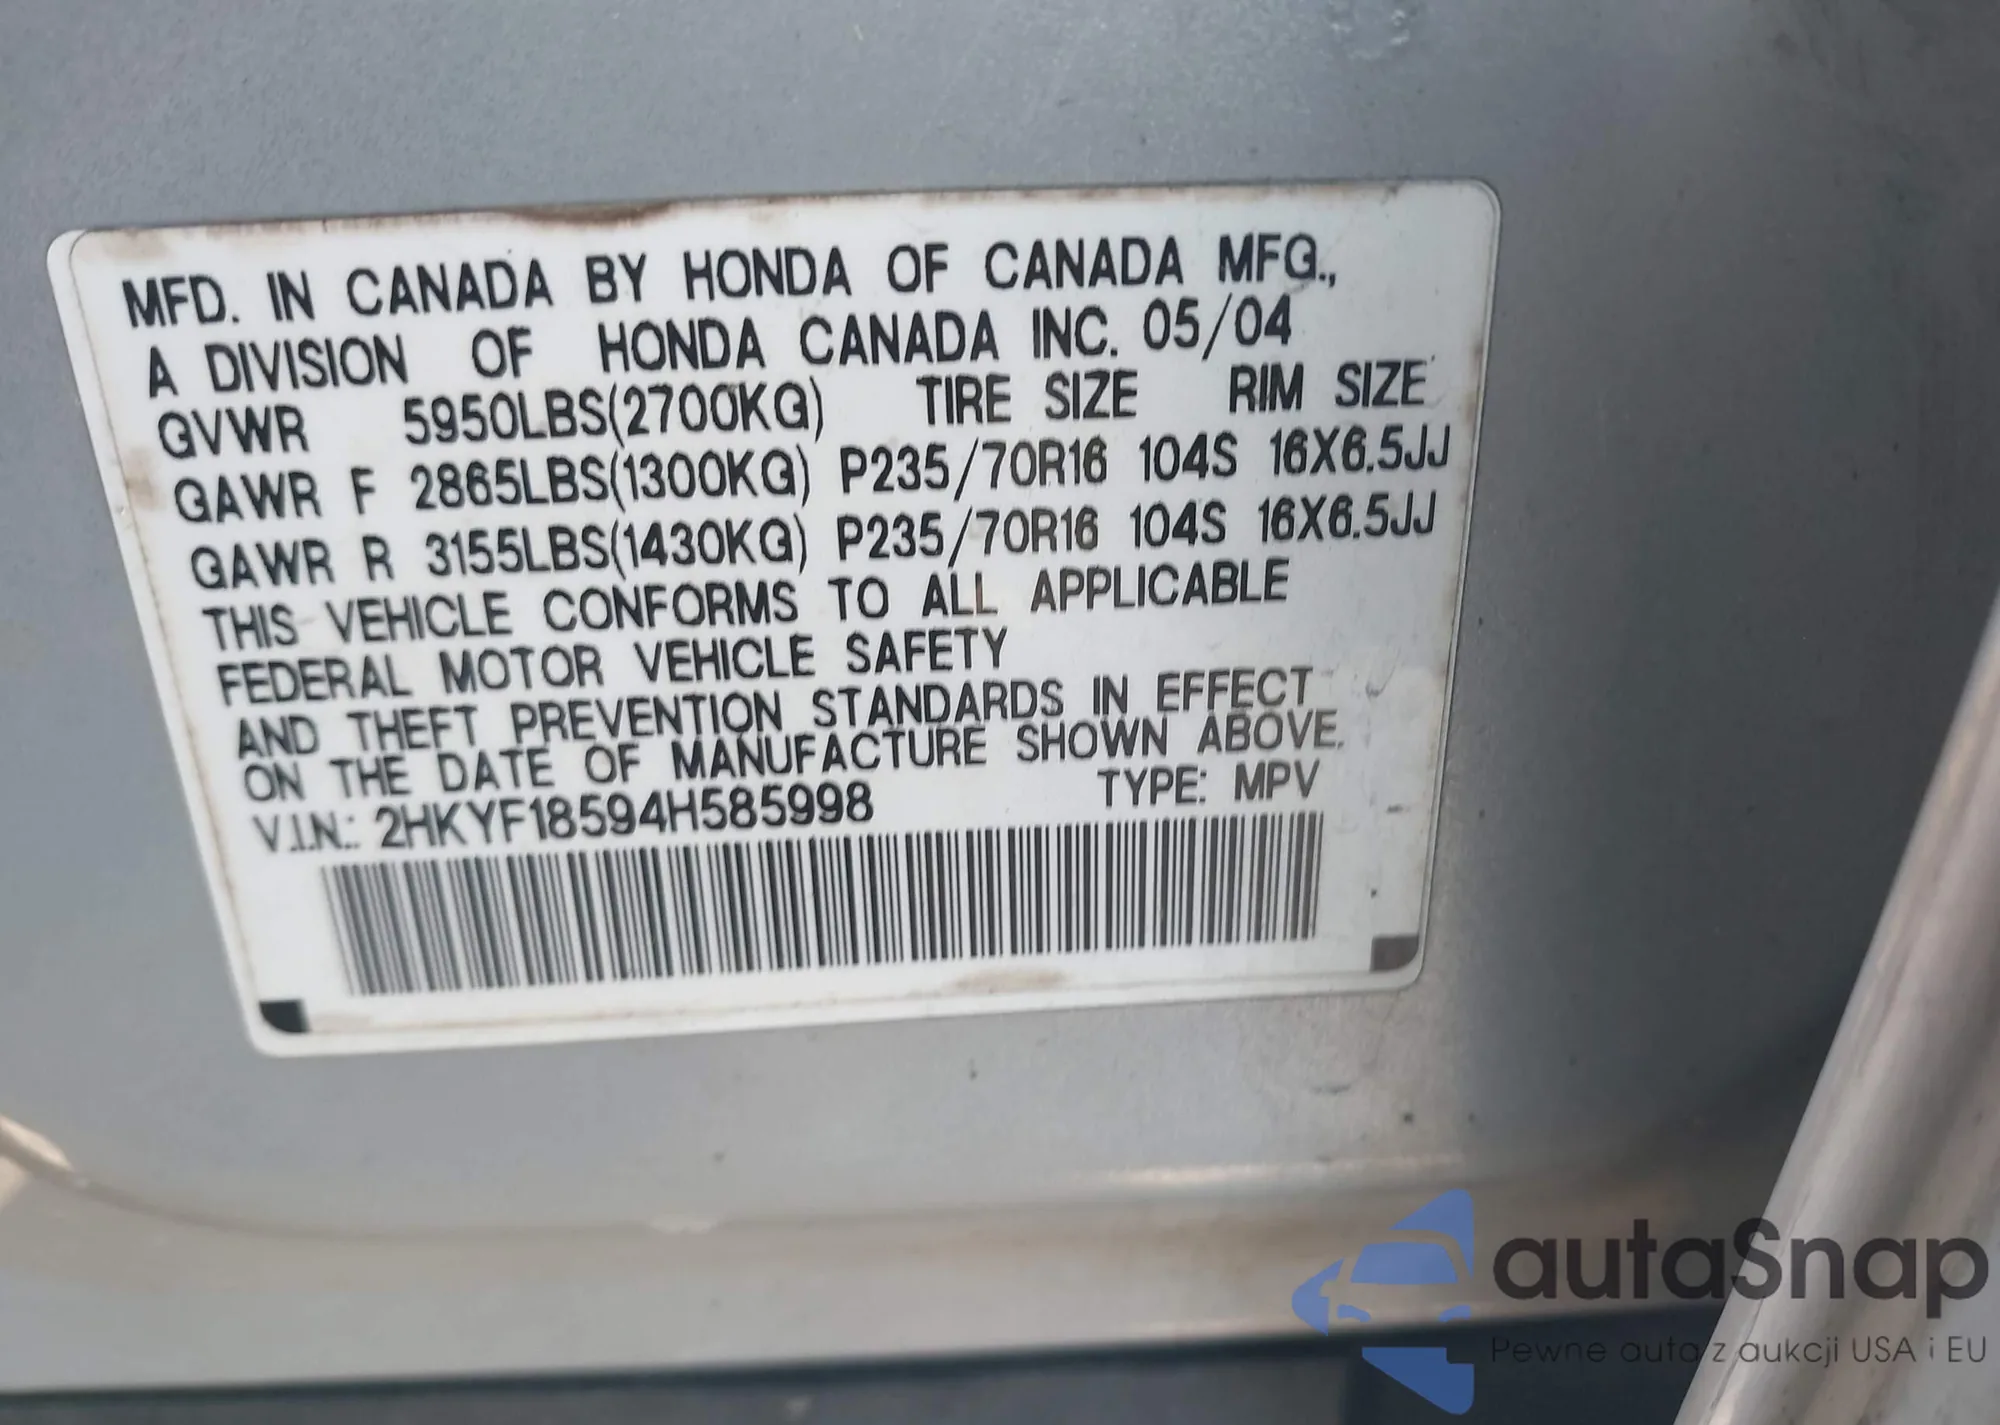 MFD. IN CANADA BY HONDA OF CANADA MFG.,
A DIVISION OF HONDA CANADA INC. 05/04
GVWR 5950LBS(2700KG) TIRE SIZE RIM SIZE
GAWR F 2865LBS(1300KG) P235/70R16 104S 16X6.5JJ
GAWR R 3155LBS(1430KG) P235/70R16 104S 16X6.5JJ
THIS VEHICLE CONFORMS TO ALL APPLICABLE
FEDERAL MOTOR VEHICLE SAFETY
AND THEFT PREVENTION STANDARDS IN EFFECT
ON THE DATE OF MANUFACTURE SHOWN ABOVE.
V.I.N.: 2HKYF18594H585998 TYPE: MPV
autaSnap
Pewne auta z aukcji USA i EU